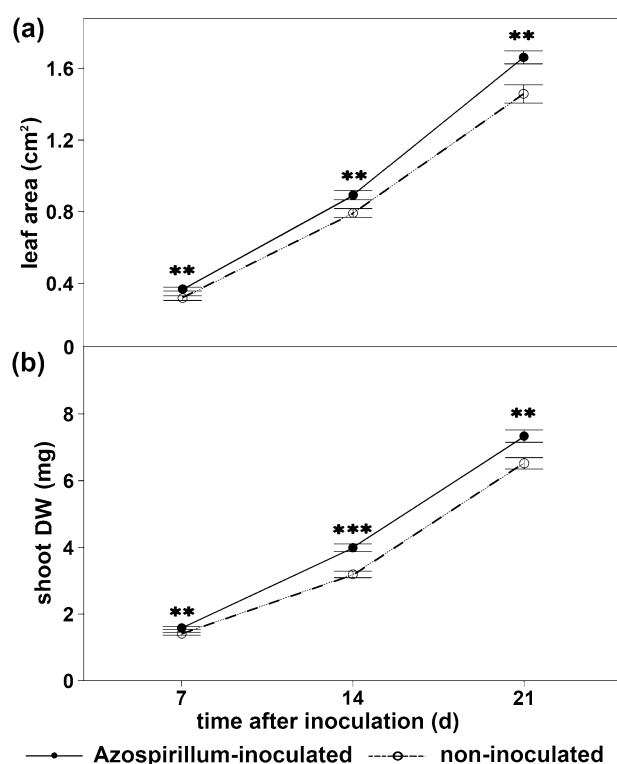 (a)
leaf area (cm²)
1.6
1.2
0.8
0.4
0
**
**
**
(b)
shoot DW (mg)
8
6
4
2
0
**
***
**
7 14 21
time after inoculation (d)
Azospirillum-inoculated non-inoculated